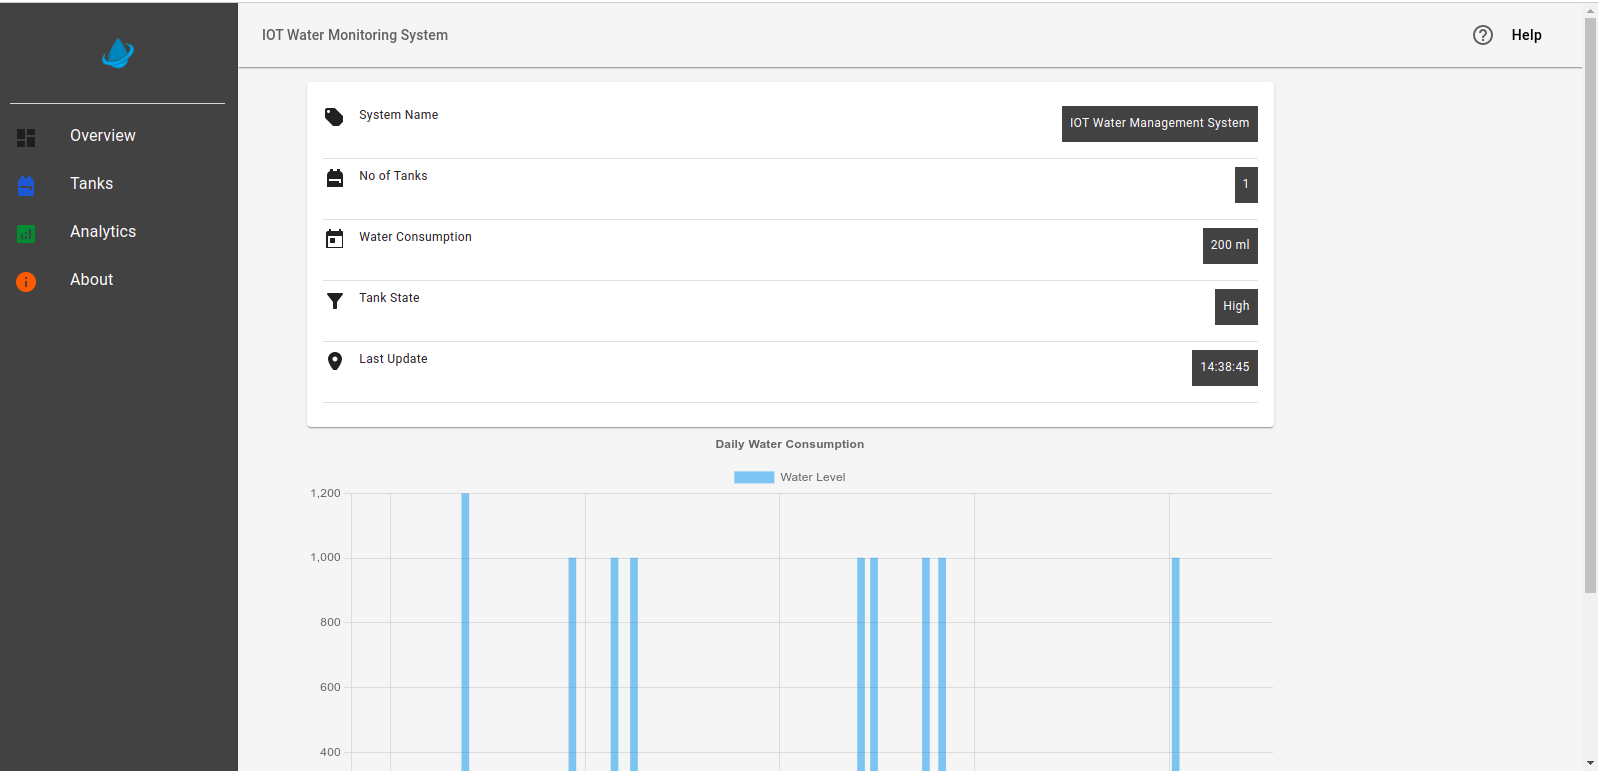 IOT Water Monitoring System
Help
Overview
Tanks
Analytics
About
System Name
IOT Water Management System
No of Tanks
1
Water Consumption
200 ml
Tank State
High
Last Update
14:38:45
Daily Water Consumption
Water Level
1,200
1,000
800
600
400